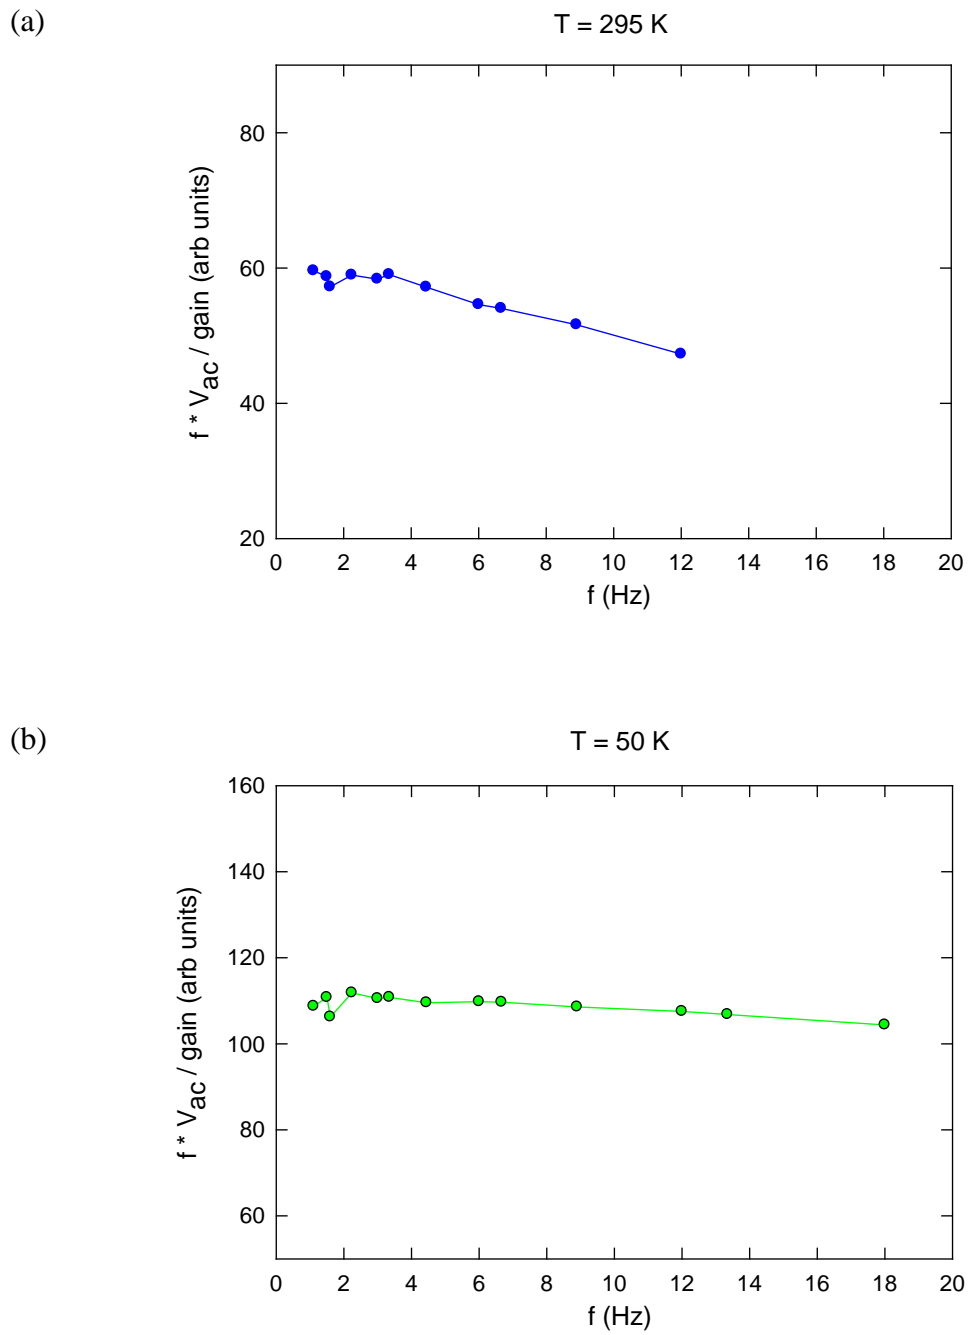 (a)
T = 295 K
80
60
40
20
f * Vac / gain (arb units)
0 2 4 6 8 10 12 14 16 18 20
f (Hz)
(b)
T = 50 K
160
140
120
100
80
60
f * Vac / gain (arb units)
0 2 4 6 8 10 12 14 16 18 20
f (Hz)